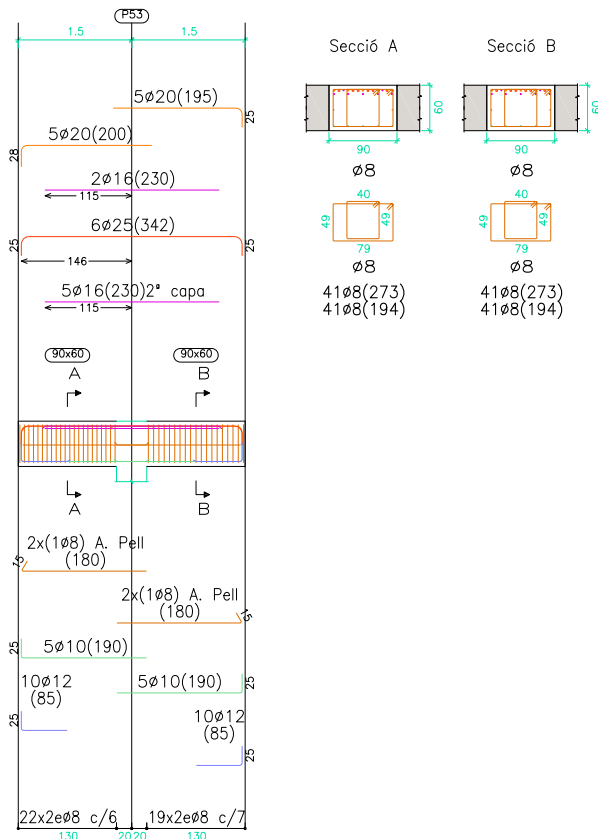 P53
1.5 1.5
Secció A Secció B
5ø20(195)
25
60
60
90
90
5ø20(200)
28
ø8 ø8
2ø16(230)
115
40
49
49
79
40
49
49
79
6ø25(342)
25
25
146
ø8 ø8
5ø16(230)2ª capa
115
41ø8(273)
41ø8(194)
41ø8(273)
41ø8(194)
90x60 90x60
A B
A B
2x(1ø8) A. Pell
(180)
15
2x(1ø8) A. Pell
(180)
15
5ø10(190)
25
5ø10(190)
25
10ø12
(85)
25
10ø12
(85)
25
22x2eø8 c/6 19x2eø8 c/7
130 20 20 130